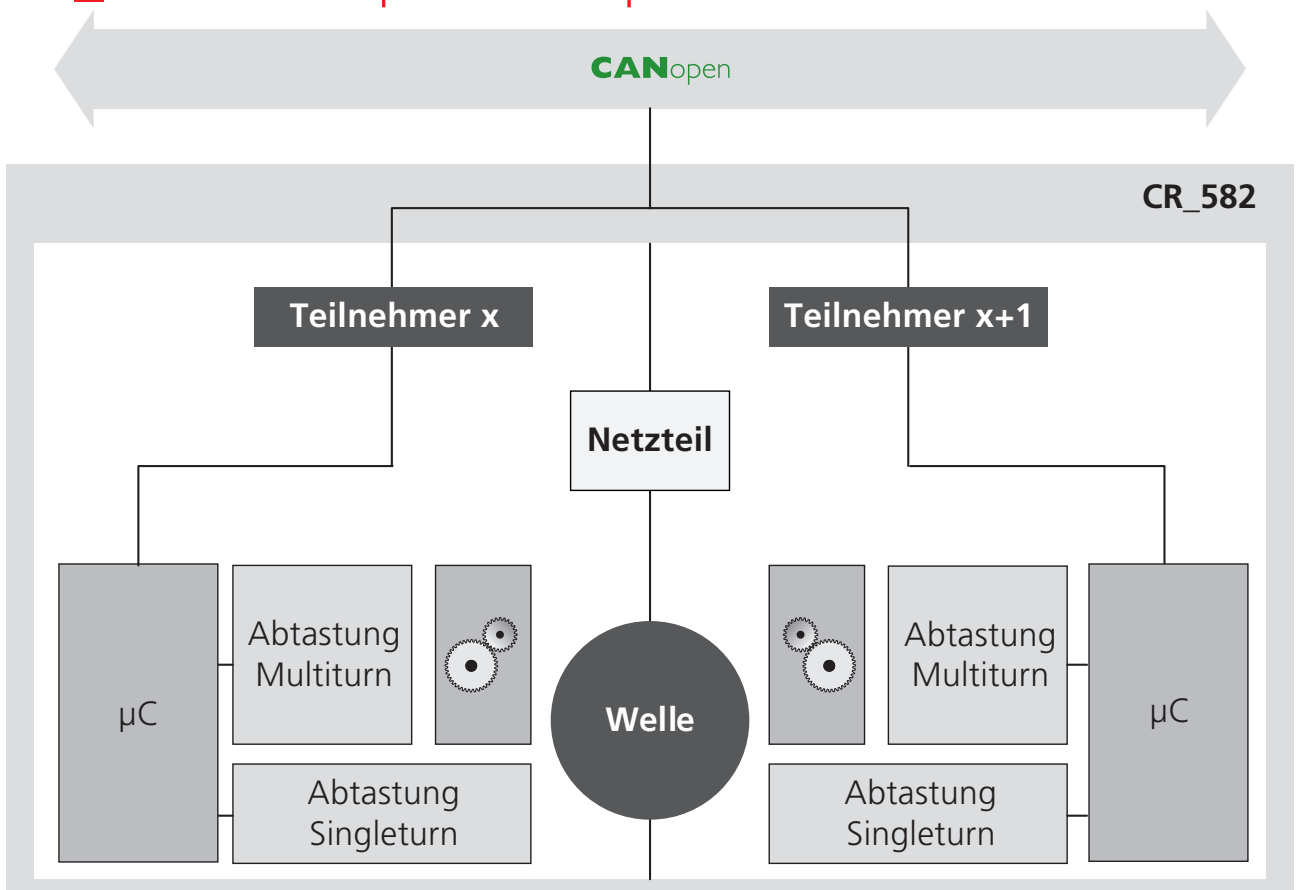 CANopen
CR_582
Teilnehmer x
Teilnehmer x+1
Netzteil
µC
Abtastung
Multiturn
Abtastung
Singleturn
Welle
Abtastung
Multiturn
Abtastung
Singleturn
µC